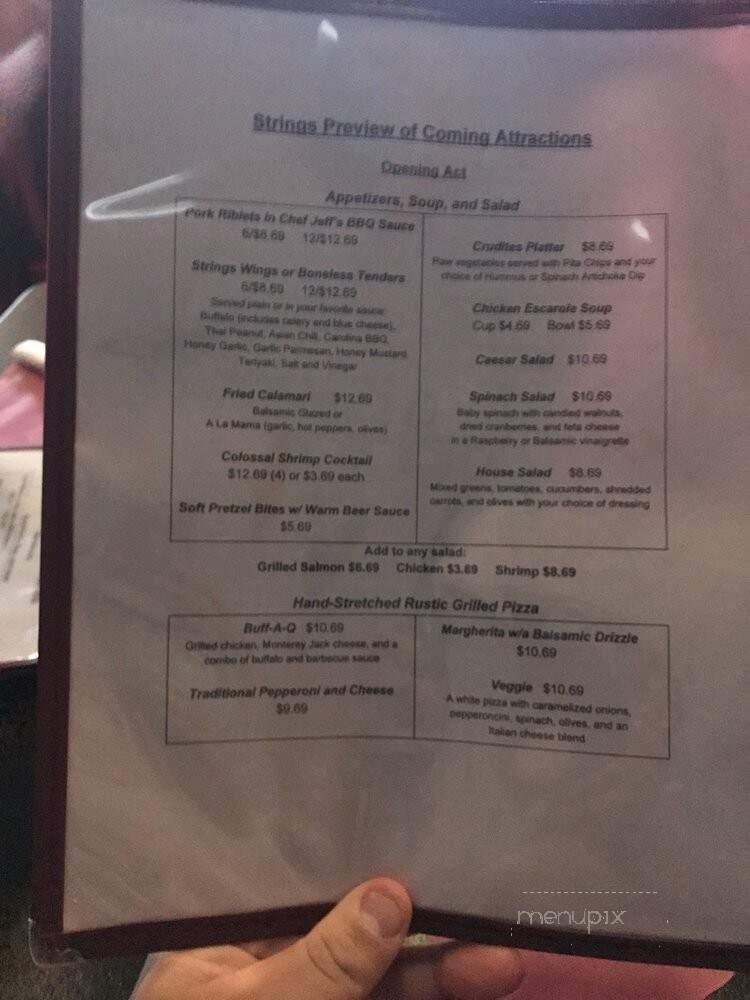 Strings Preview of Coming Attractions
Opening Act
Appetizers, Soup, and Salad
Pork Riblets in Chef Jeff's BBQ Sauce
6/$8.69 12/$12.69
Strings Wings or Boneless Tenders
6/$8.69 12/$12.69
Served plain or in your favorite sauce:
Buffalo (includes celery and blue cheese),
Thai Peanut, Asian Chili, Carolina BBQ,
Honey Garlic, Garlic Parmesan, Honey Mustard
Teriyaki, Salt and Vinegar
Fried Calamari $12.69
Balsamic Glazed or
A La Mama (garlic, hot peppers, olives)
Colossal Shrimp Cocktail
$12.69 (4) or $3.69 each
Soft Pretzel Bites w/ Warm Beer Sauce
$5.69
Crudites Platter $8.69
Raw vegetables served with Pita Chips and your
choice of Hummus or Spinach Artichoke Dip
Chicken Escarole Soup
Cup $4.69 Bowl $5.69
Caesar Salad $10.69
Spinach Salad $10.69
Baby spinach with candied walnuts,
dried cranberries, and feta cheese
in a Raspberry or Balsamic vinaigrette
House Salad $8.69
Mixed greens, tomatoes, cucumbers, shredded
carrots, and olives with your choice of dressing
Add to any salad:
Grilled Salmon $6.69 Chicken $3.69 Shrimp $8.69
Hand-Stretched Rustic Grilled Pizza
Buff-A-Q $10.69
Grilled chicken, Monterey Jack cheese, and a
combo of buffalo and barbecue sauce
Traditional Pepperoni and Cheese
$9.69
Margherita w/a Balsamic Drizzle
$10.69
Veggie $10.69
A white pizza with caramelized onions,
pepperoncini, spinach, olives, and an
Italian cheese blend
menupix